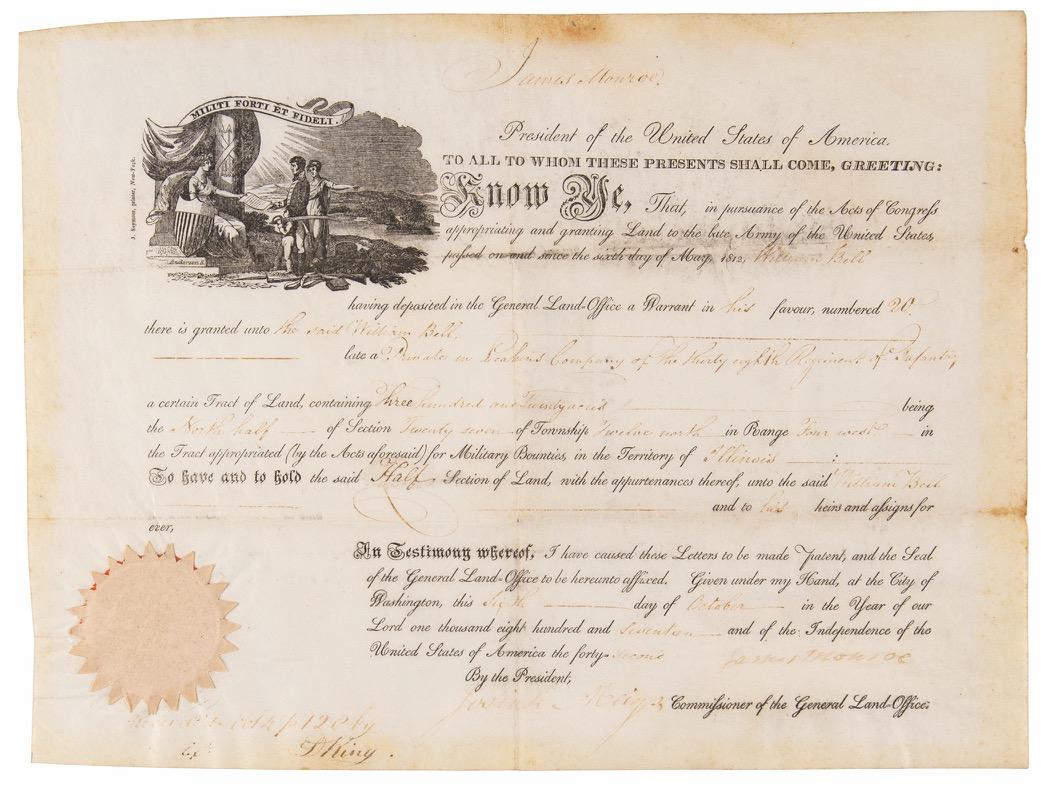 James Monroe.
MILITI FORTI ET FIDELI.
J. Seymour, printer, New-York.
President of the United States of America.
TO ALL TO WHOM THESE PRESENTS SHALL COME, GREETING:
Know Ye, That, in pursuance of the Acts of Congress
appropriating and granting Land to the late Army of the United States,
passed on and since the sixth day of May, 1812, William Bell
Anderson
having deposited in the General Land-Office a Warrant in his favour, numbered 20.
there is granted unto the said William Bell.
late a Private in Company of the thirty eighth Regiment of Infantry,
a certain Tract of Land, containing Three hundred and Twenty acres being
the North half of Section Twenty seven of Township Twelve north in Range Four west in
the Tract appropriated (by the Acts aforesaid) for Military Bounties, in the Territory of Illinois :
To have and to hold the said Half Section of Land, with the appurtenances thereof, unto the said William Bell
and to his heirs and assigns for
ever,
In Testimony whereof, I have caused these Letters to be made Patent, and the Seal
of the General Land-Office to be hereunto affixed. Given under my Hand, at the City of
Washington, this Sixth day of October in the Year of our
Lord one thousand eight hundred and Seventeen and of the Independence of the
United States of America the forty-second James Monroe
By the President,
Josiah Meigs Commissioner of the General Land-Office.
King.